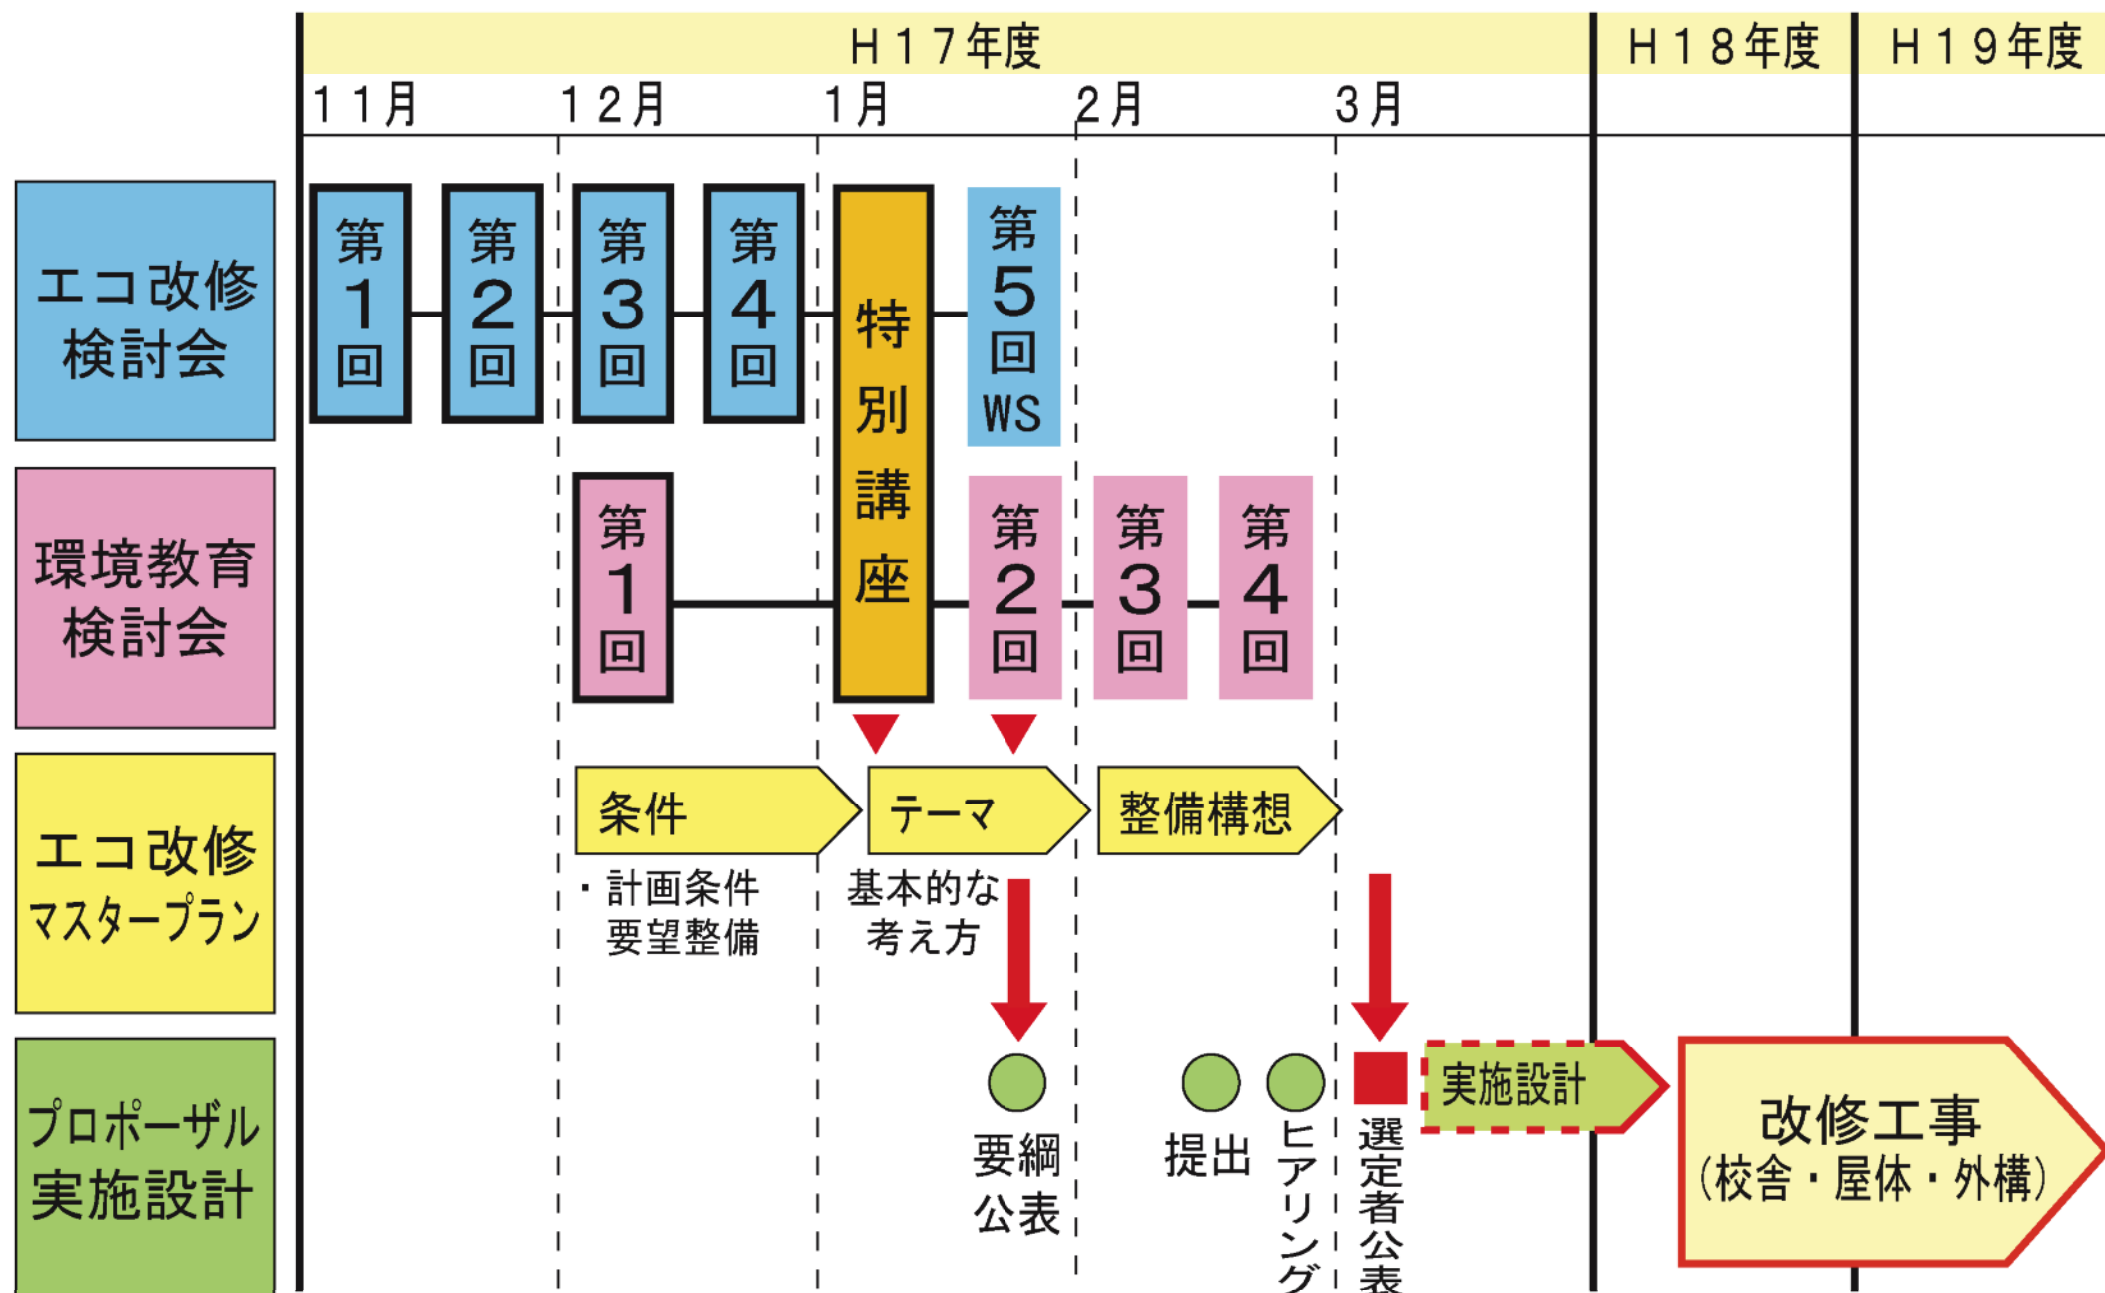 H17年度
H18年度
H19年度
11月
12月
1月
2月
3月
エコ改修
検討会
第1回
第2回
第3回
第4回
特別講座
第5回
WS
環境教育
検討会
第1回
第2回
第3回
第4回
エコ改修
マスタープラン
条件
テーマ
整備構想
・計画条件
要望整備
基本的な
考え方
プロポーザル
実施設計
要綱
公表
提出
ヒアリング
選定者公表
実施設計
改修工事
(校舎・屋体・外構)